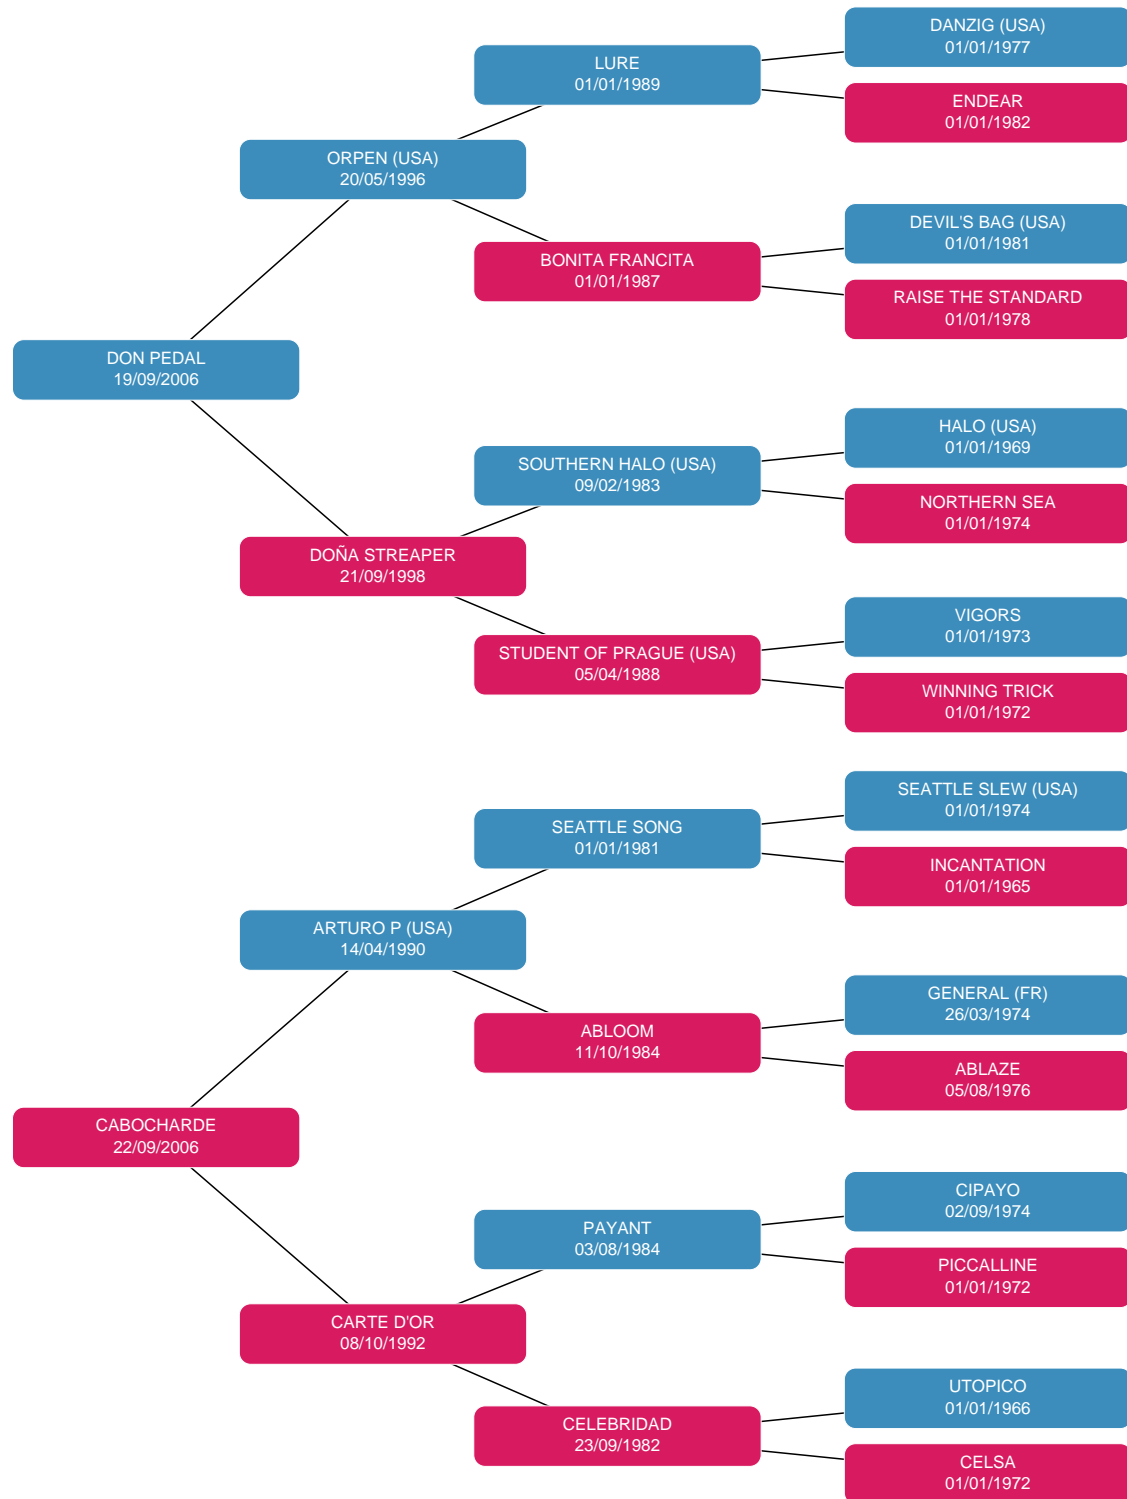 DANZIG (USA)
01/01/1977
LURE
01/01/1989
ENDEAR
01/01/1982
ORPEN (USA)
20/05/1996
DEVIL'S BAG (USA)
01/01/1981
BONITA FRANCITA
01/01/1987
RAISE THE STANDARD
01/01/1978
DON PEDAL
19/09/2006
HALO (USA)
01/01/1969
SOUTHERN HALO (USA)
09/02/1983
NORTHERN SEA
01/01/1974
DOÑA STREAPER
21/09/1998
VIGORS
01/01/1973
STUDENT OF PRAGUE (USA)
05/04/1988
WINNING TRICK
01/01/1972
SEATTLE SLEW (USA)
01/01/1974
SEATTLE SONG
01/01/1981
INCANTATION
01/01/1965
ARTURO P (USA)
14/04/1990
GENERAL (FR)
26/03/1974
ABLOOM
11/10/1984
ABLAZE
05/08/1976
CABOCHARDE
22/09/2006
CIPAYO
02/09/1974
PAYANT
03/08/1984
PICCALLINE
01/01/1972
CARTE D'OR
08/10/1992
UTOPICO
01/01/1966
CELEBRIDAD
23/09/1982
CELSA
01/01/1972